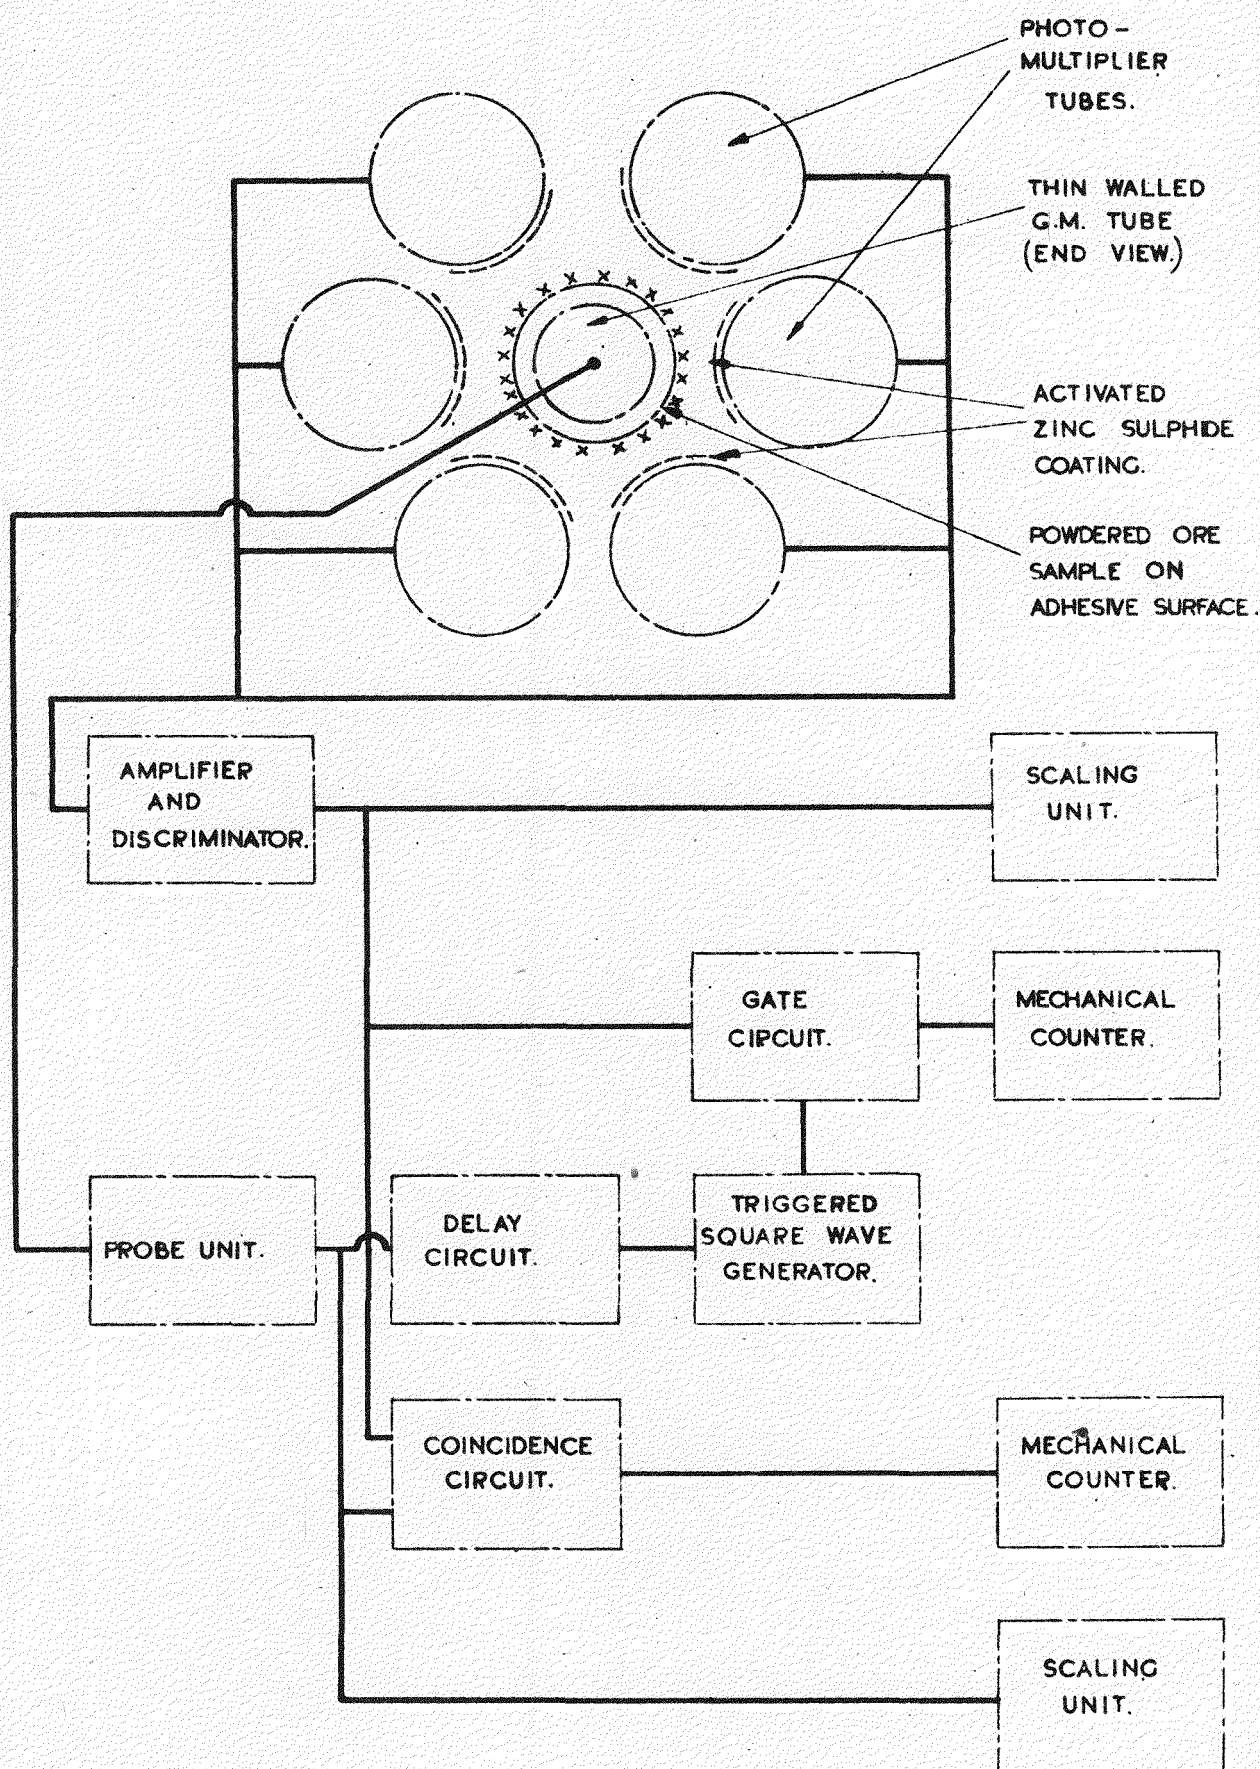 PHOTO-
MULTIPLIER
TUBES.
THIN WALLED
G.M. TUBE
(END VIEW.)
ACTIVATED
ZINC SULPHIDE
COATING.
POWDERED ORE
SAMPLE ON
ADHESIVE SURFACE.
AMPLIFIER
AND
DISCRIMINATOR.
SCALING
UNIT.
GATE
CIPCUIT.
MECHANICAL
COUNTER.
PROBE UNIT.
DELAY
CIRCUIT.
TRIGGERED
SQUARE WAVE
GENERATOR.
COINCIDENCE
CIRCUIT.
MECHANICAL
COUNTER.
SCALING
UNIT.